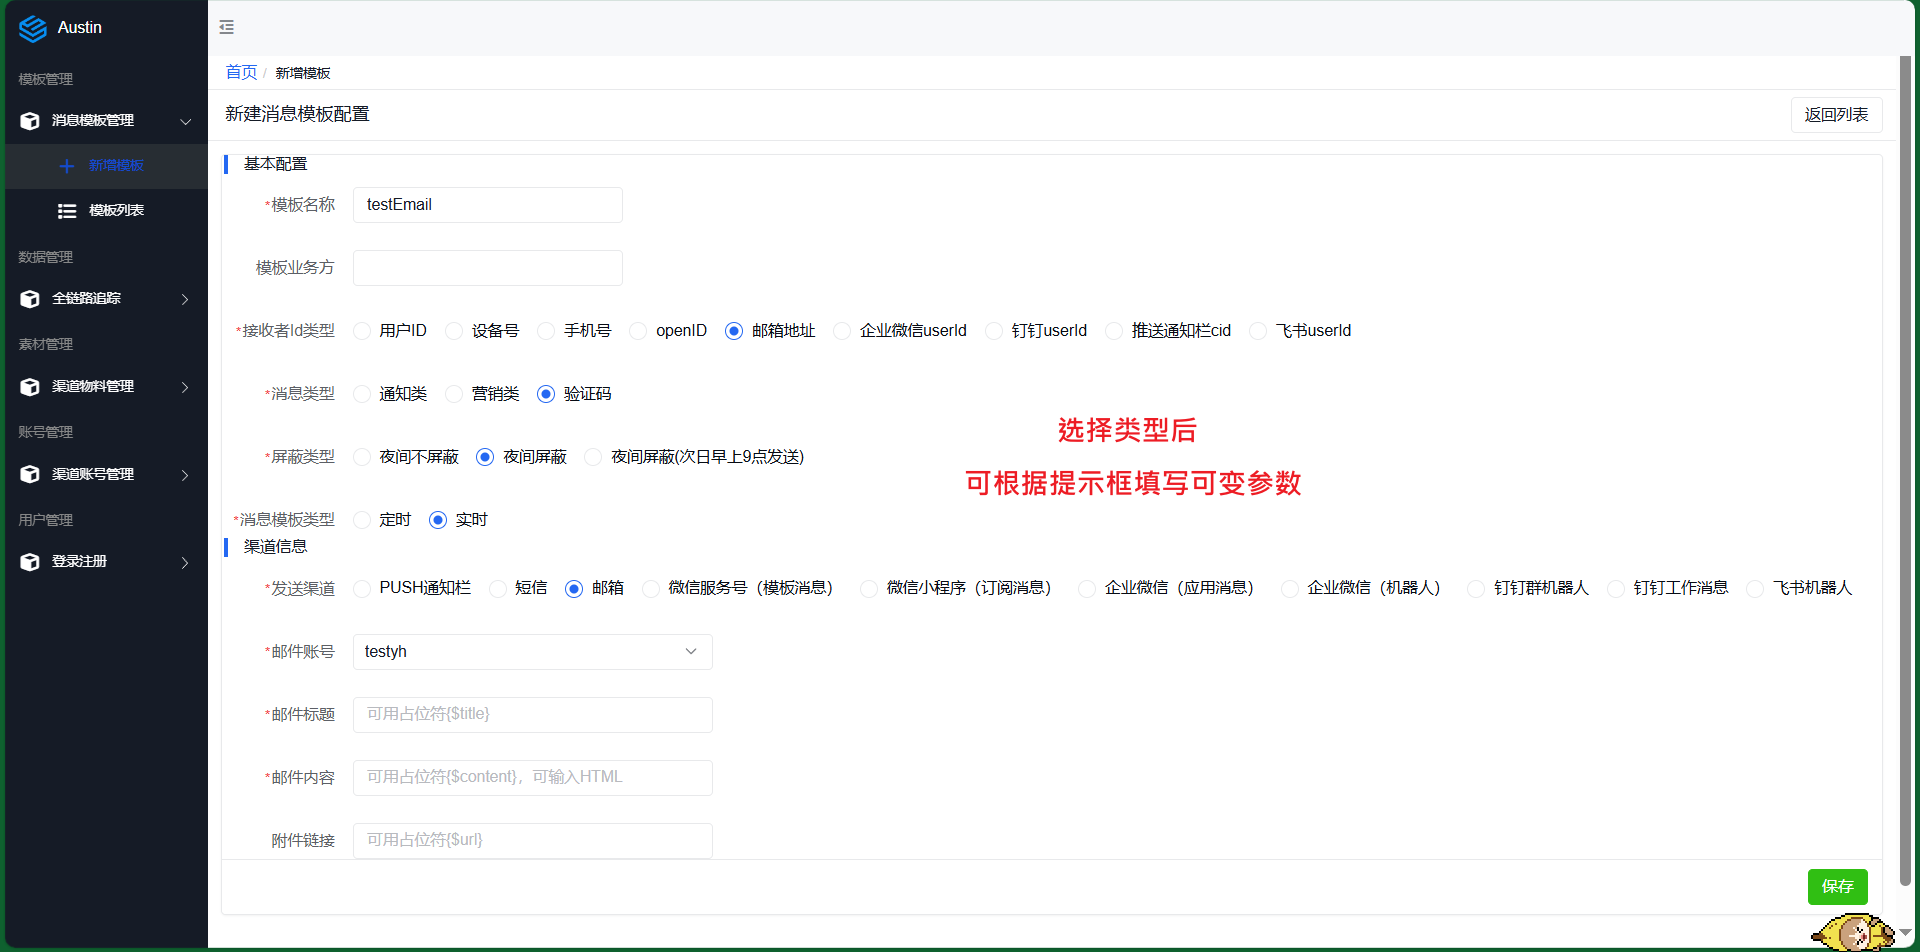 Austin
模板管理
消息模板管理
新增模板
模板列表
数据管理
全链路追踪
素材管理
渠道物料管理
账号管理
渠道账号管理
用户管理
登录注册
首页 / 新增模板
新建消息模板配置
返回列表
基本配置
*模板名称 testEmail
模板业务方
*接收者Id类型 用户ID 设备号 手机号 openID 邮箱地址 企业微信userId 钉钉userId 推送通知栏cid 飞书userId
*消息类型 通知类 营销类 验证码
选择类型后
*屏蔽类型 夜间不屏蔽 夜间屏蔽 夜间屏蔽(次日早上9点发送)
可根据提示框填写可变参数
*消息模板类型 定时 实时
渠道信息
*发送渠道 PUSH通知栏 短信 邮箱 微信服务号（模板消息） 微信小程序（订阅消息） 企业微信（应用消息） 企业微信（机器人） 钉钉群机器人 钉钉工作消息 飞书机器人
*邮件账号 testyh
*邮件标题 可用占位符{$title}
*邮件内容 可用占位符{$content}，可输入HTML
附件链接 可用占位符{$url}
保存